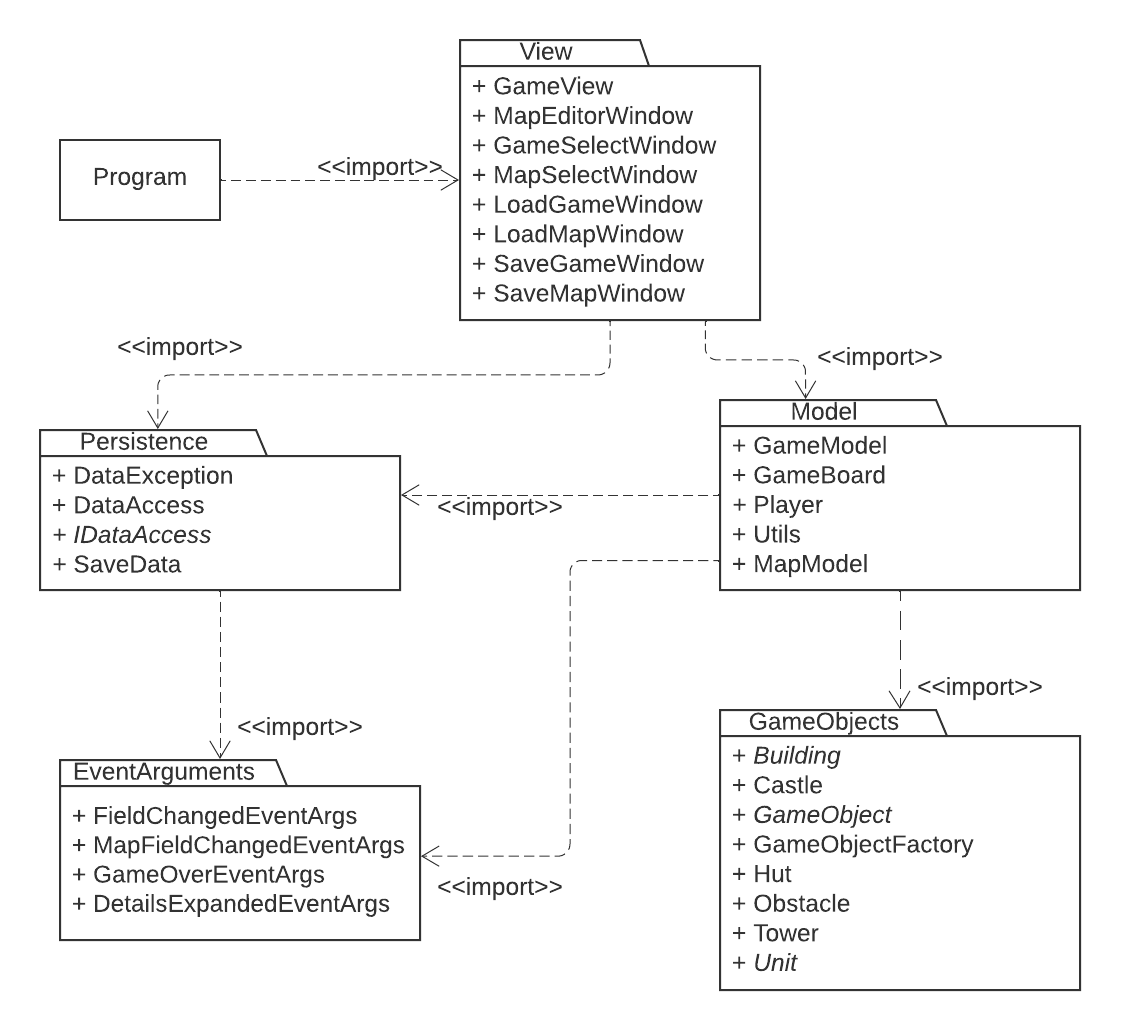 View
+ GameView
+ MapEditorWindow
+ GameSelectWindow
+ MapSelectWindow
+ LoadGameWindow
+ LoadMapWindow
+ SaveGameWindow
+ SaveMapWindow
Program
<<import>>
<<import>>
<<import>>
Persistence
+ DataException
+ DataAccess
+ IDataAccess
+ SaveData
<<import>>
Model
+ GameModel
+ GameBoard
+ Player
+ Utils
+ MapModel
<<import>>
<<import>>
EventArguments
+ FieldChangedEventArgs
+ MapFieldChangedEventArgs
+ GameOverEventArgs
+ DetailsExpandedEventArgs
<<import>>
GameObjects
+ Building
+ Castle
+ GameObject
+ GameObjectFactory
+ Hut
+ Obstacle
+ Tower
+ Unit